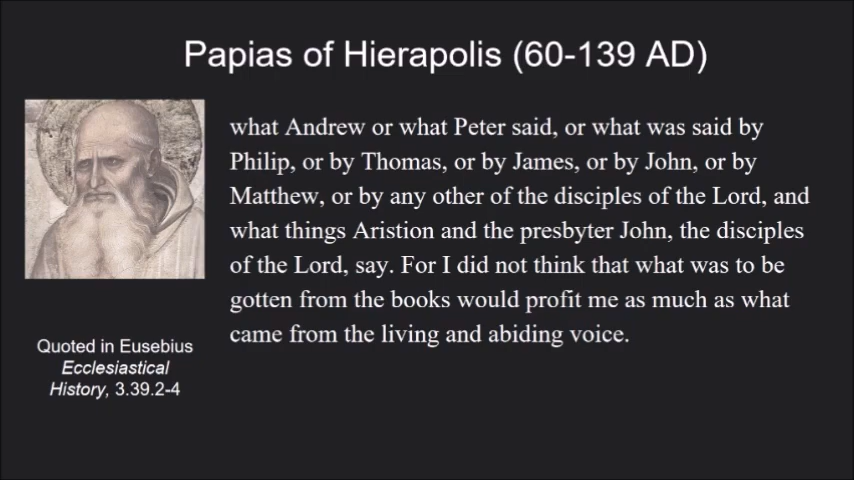 Papias of Hierapolis (60-139 AD)
what Andrew or what Peter said, or what was said by
Philip, or by Thomas, or by James, or by John, or by
Matthew, or by any other of the disciples of the Lord, and
what things Aristion and the presbyter John, the disciples
of the Lord, say. For I did not think that what was to be
gotten from the books would profit me as much as what
came from the living and abiding voice.
Quoted in Eusebius
Ecclesiastical
History, 3.39.2-4